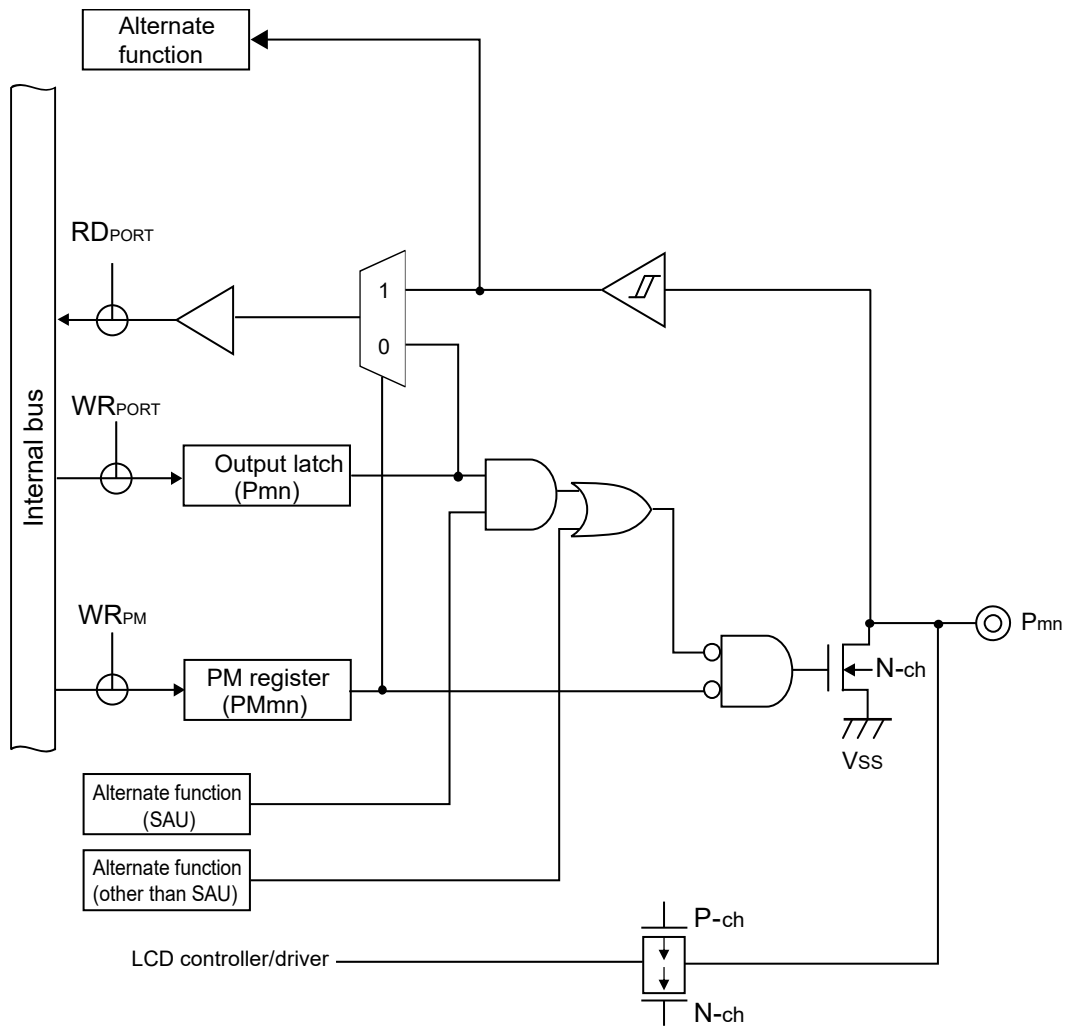 Alternate
function
RDPORT
1
0
WRPORT
Internal bus
Output latch
(Pmn)
WRPM
PM register
(PMmn)
Pmn
N-ch
VSS
Alternate function
(SAU)
Alternate function
(other than SAU)
P-ch
LCD controller/driver
N-ch